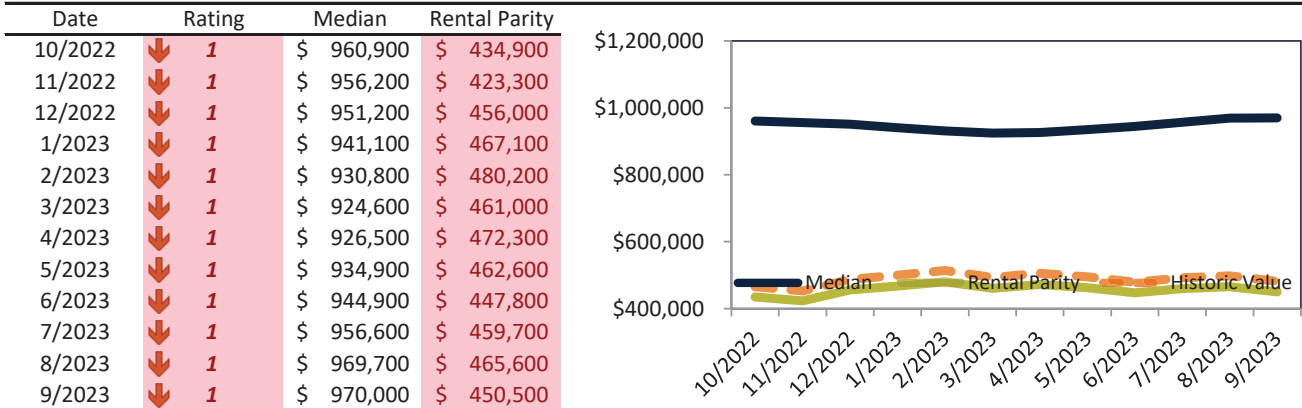 Date Rating Median Rental Parity
10/2022 1 $ 960,900 $ 434,900
11/2022 1 $ 956,200 $ 423,300
12/2022 1 $ 951,200 $ 456,000
1/2023 1 $ 941,100 $ 467,100
2/2023 1 $ 930,800 $ 480,200
3/2023 1 $ 924,600 $ 461,000
4/2023 1 $ 926,500 $ 472,300
5/2023 1 $ 934,900 $ 462,600
6/2023 1 $ 944,900 $ 447,800
7/2023 1 $ 956,600 $ 459,700
8/2023 1 $ 969,700 $ 465,600
9/2023 1 $ 970,000 $ 450,500
$1,200,000
$1,000,000
$800,000
$600,000
$400,000
Median Rental Parity Historic Value
10/2022 11/2022 12/2022 1/2023 2/2023 3/2023 4/2023 5/2023 6/2023 7/2023 8/2023 9/2023